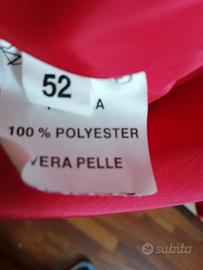 52
A
100 % POLYESTER
VERA PELLE
subito